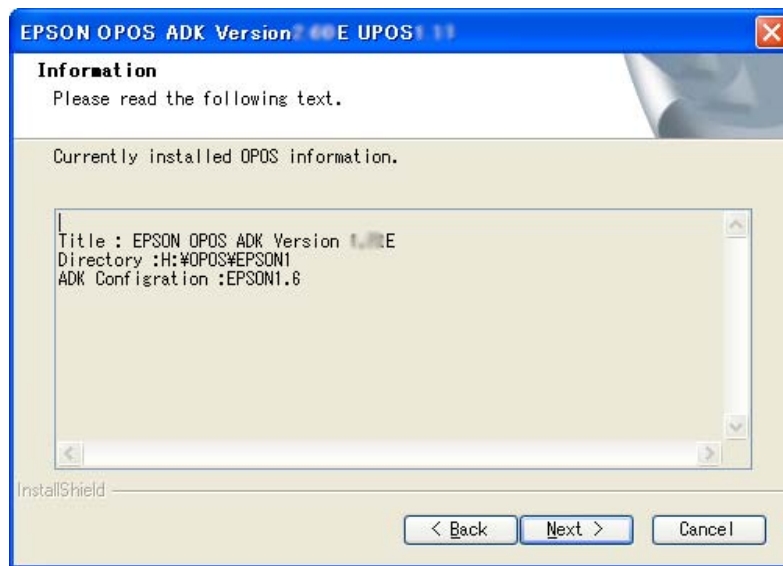 EPSON OPOS ADK Version E UPOS
Information
Please read the following text.
Currently installed OPOS information.
Title : EPSON OPOS ADK Version E
Directory :H:¥OPOS¥EPSON1
ADK Configration :EPSON1.6
InstallShield
< Back
Next >
Cancel